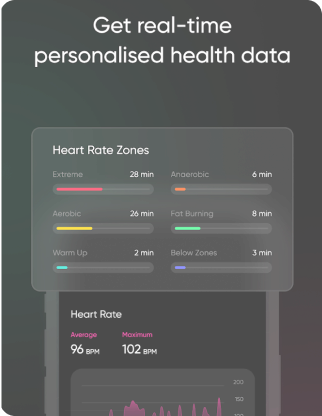 Get real-time
personalised health data
Heart Rate Zones
Extreme 28 min Anaerobic 6 min
Aerobic 26 min Fat Burning 8 min
Warm Up 2 min Below Zones 3 min
Heart Rate
Average Maximum
96 BPM 102 BPM
200
150
100